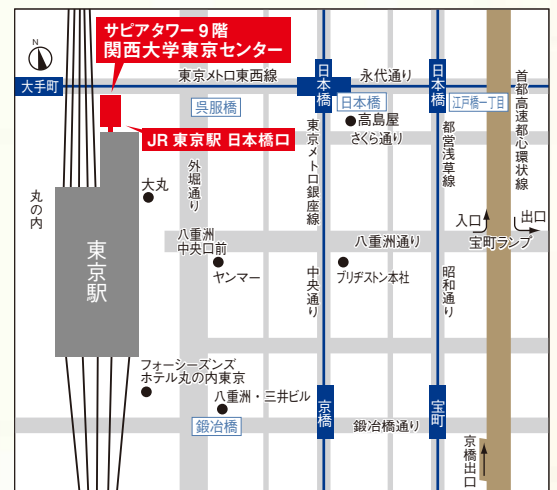 サピアタワー9階
関西大学東京センター
N
大手町
東京メトロ東西線
日本橋
永代通り
日本橋
首都高速都心環状線
呉服橋
日本橋
江戸橋一丁目
高島屋
さくら通り
JR 東京駅 日本橋口
外堀通り
東京メトロ銀座線
都営浅草線
丸の内
大丸
東京駅
八重洲
中央口前
ヤンマー
八重洲通り
ブリヂストン本社
入口
出口
宝町ランプ
中央通り
昭和通り
フォーシーズンズ
ホテル丸の内東京
八重洲・三井ビル
鍛冶橋
京橋
鍛冶橋通り
宝町
京橋出口